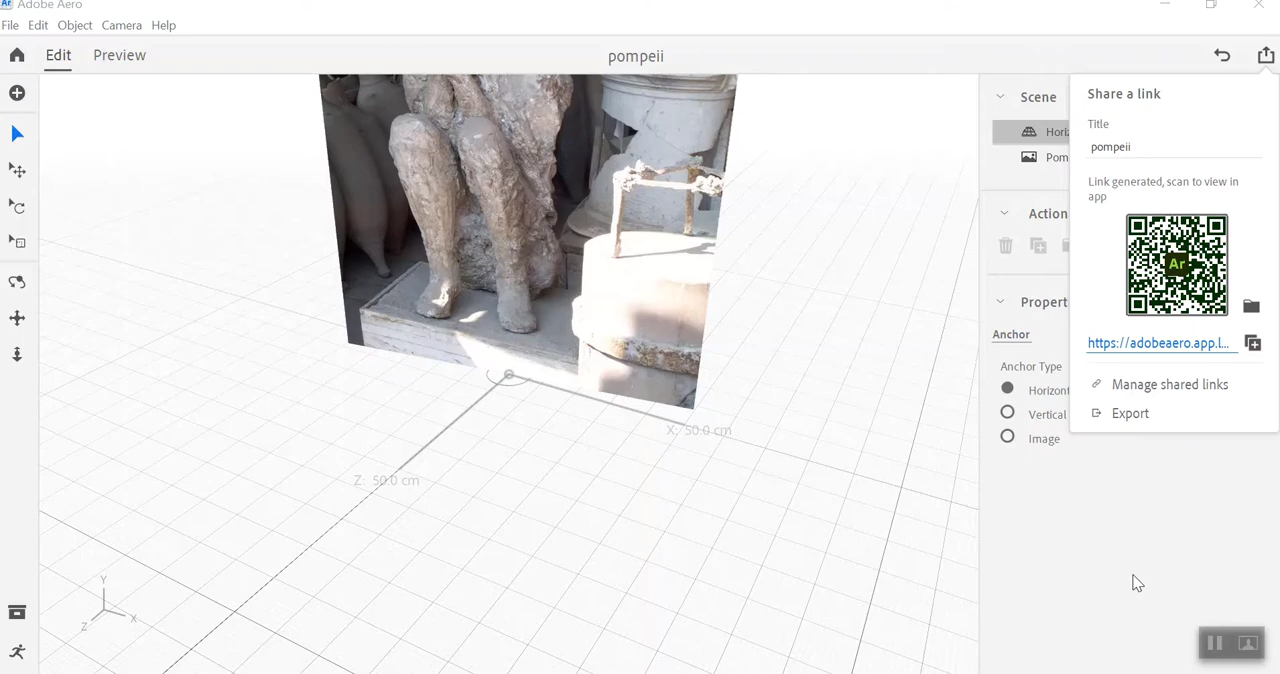 Ar Adobe Aero
File Edit Object Camera Help
Edit Preview pompeii
Scene
Share a link
Title
pompeii
Horiz
Pom
Link generated, scan to view in
app
Action
Ar
Propert
Anchor
https://adobeaero.app.l...
Anchor Type
Manage shared links
Horizont
Vertical
Export
Image
X: 50.0 cm
Z: 50.0 cm
Y
X
Z